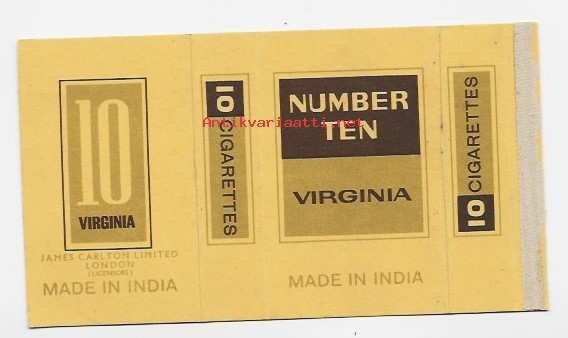 10
VIRGINIA
JAMES CARLTON LIMITED
LONDON
(LICENSORS)
MADE IN INDIA
10 CIGARETTES
NUMBER
TEN
VIRGINIA
MADE IN INDIA
10 CIGARETTES
Antikvariaatti.net